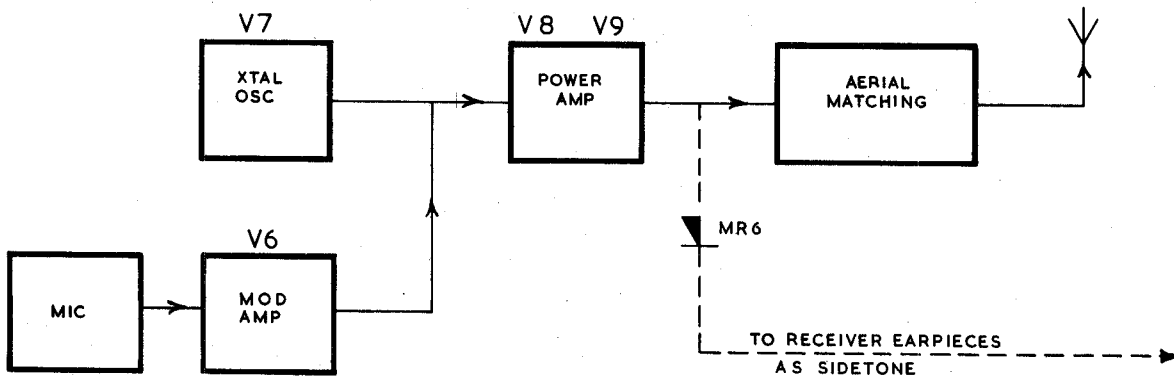 V7
V8 V9
XTAL
OSC
POWER
AMP
AERIAL
MATCHING
MR6
V6
MIC
MOD
AMP
TO RECEIVER EARPIECES
AS SIDETONE